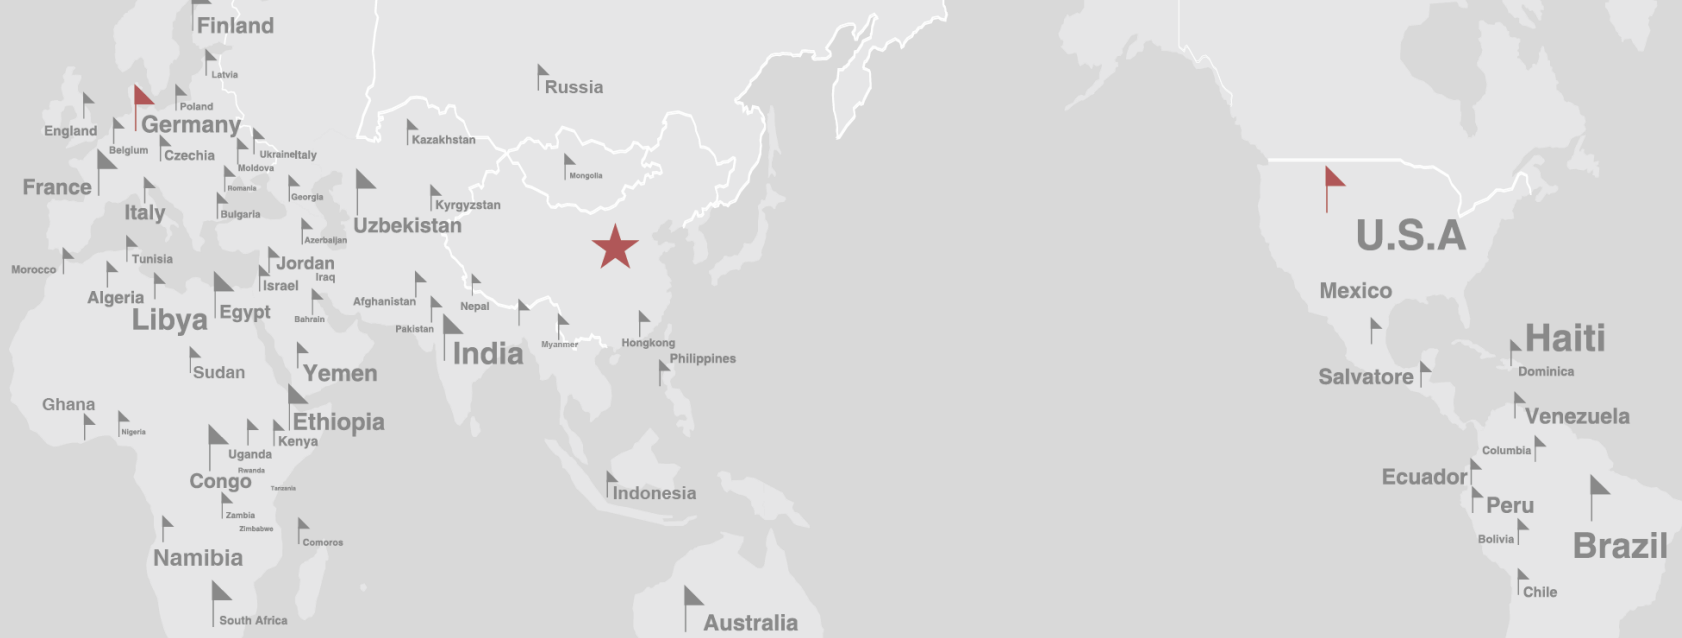 Finland
Latvia
Russia
Poland
Germany
England
Kazakhstan
Belgium
Czechia
UkraineItaly
Moldova
Mongolia
France
Romania
Georgia
Kyrgyzstan
Italy
Bulgaria
Uzbekistan
U.S.A
Azerbaijan
Tunisia
Jordan
Morocco
Iraq
Israel
Mexico
Algeria
Afghanistan
Nepal
Egypt
Libya
Bahrain
Pakistan
Haiti
Hongkong
Myanmer
India
Philippines
Sudan
Yemen
Dominica
Salvatore
Ghana
Venezuela
Ethiopia
Nigeria
Kenya
Columbia
Uganda
Rwanda
Ecuador
Congo
Tanzania
Indonesia
Peru
Zambia
Zimbabwe
Bolivia
Comoros
Brazil
Namibia
Chile
South Africa
Australia